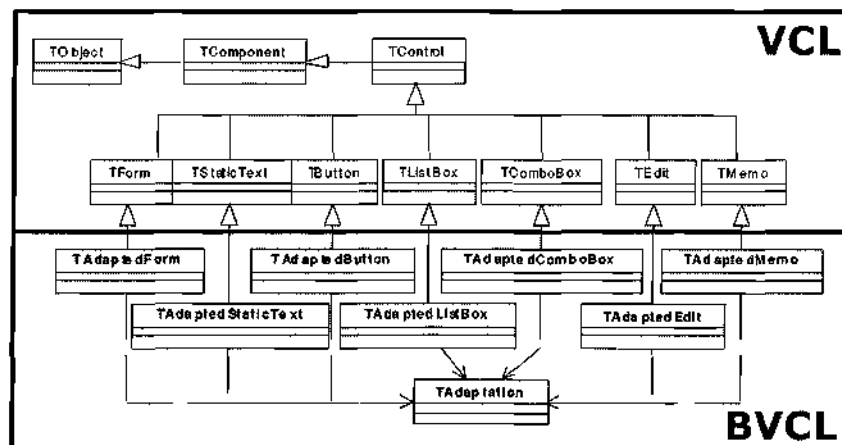 VCL
TObject
TComponent
TControl
TForm
TStaticText
TButton
TListBox
TComboBox
TEdit
TMemo
TAdaptedForm
TAdaptedButton
TAdaptedComboBox
TAdaptedMemo
TAdaptedStaticText
TAdaptedListBox
TAdaptedEdit
TAdaptation
BVCL